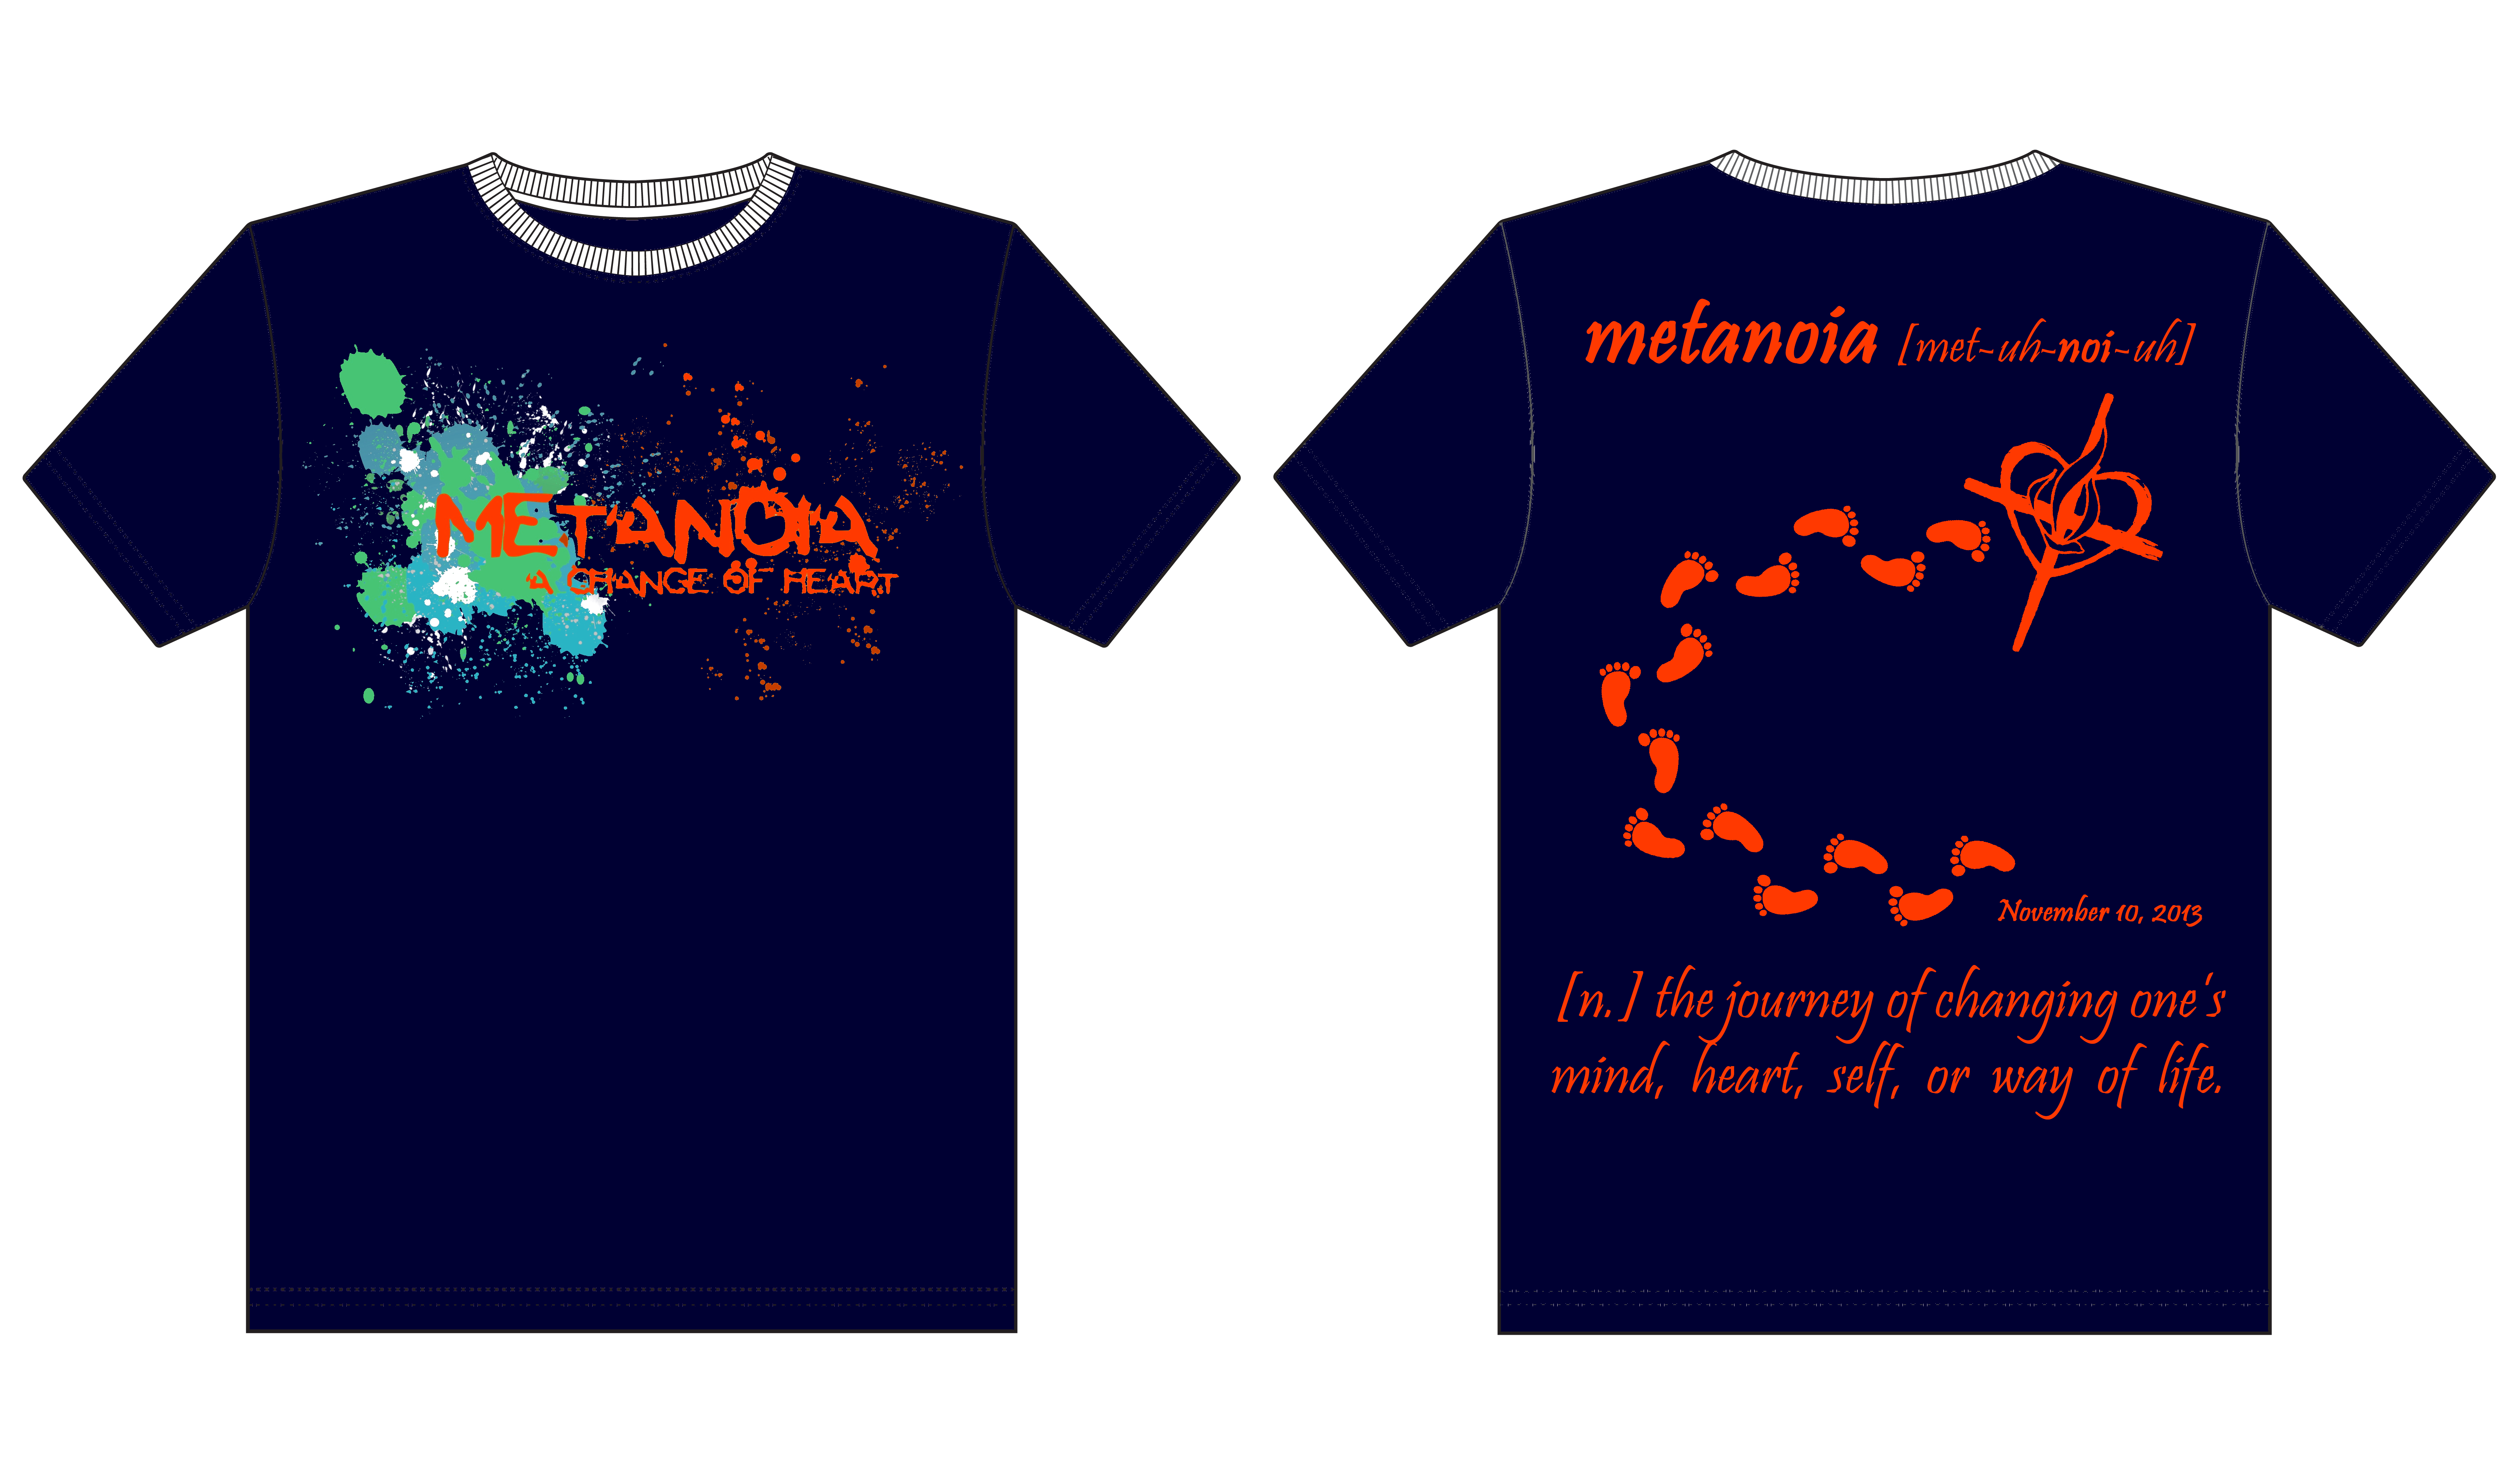 METANOIA
A CHANGE OF HEART
metanoia [met-uh-noi-uh]
November 10, 2013
[n.] the journey of changing one's
mind, heart, self, or way of life.